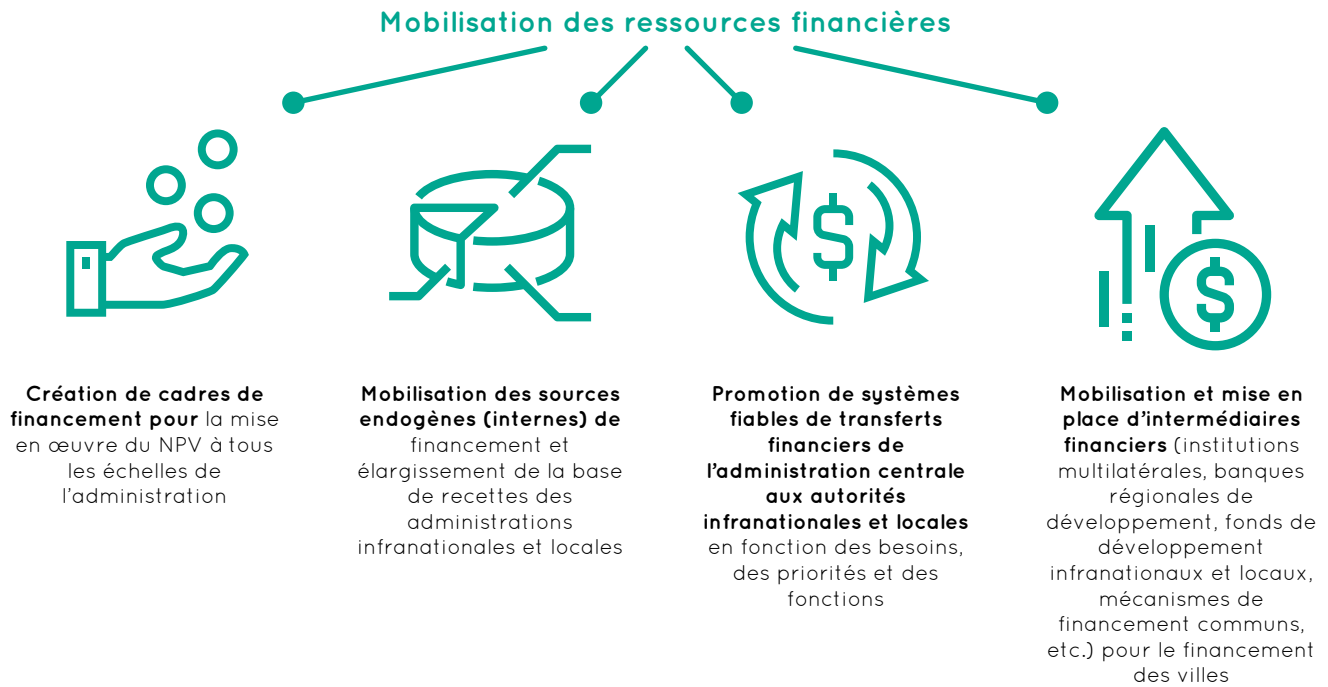 Mobilisation des ressources financières
Création de cadres de
financement pour la mise
en œuvre du NPV à tous
les échelles de
l'administration
Mobilisation des sources
endogènes (internes) de
financement et
élargissement de la base
de recettes des
administrations
infranationales et locales
Promotion de systèmes
fiables de transferts
financiers de
l'administration centrale
aux autorités
infranationales et locales
en fonction des besoins,
des priorités et des
fonctions
Mobilisation et mise en
place d'intermédiaires
financiers (institutions
multilatérales, banques
régionales de
développement, fonds de
développement
infranationaux et locaux,
mécanismes de
financement communs,
etc.) pour le financement
des villes